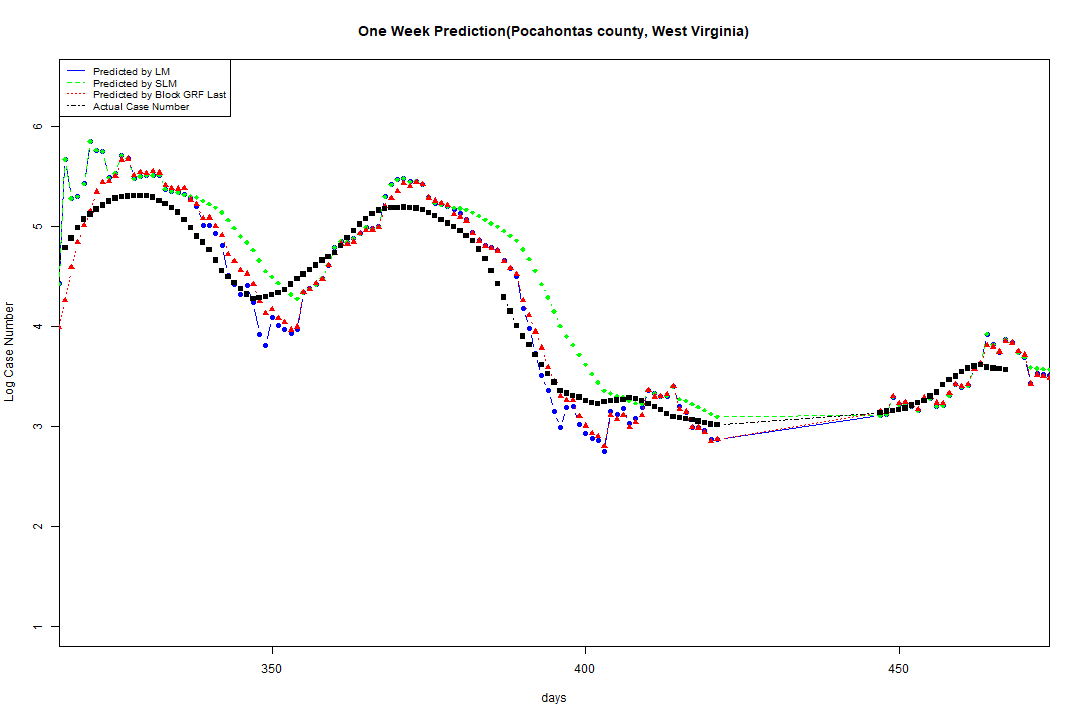 One Week Prediction(Pocahontas county, West Virginia)
Predicted by LM
Predicted by SLM
Predicted by Block GRF Last
Actual Case Number
Log Case Number
6
5
4
3
2
1
350
400
450
days